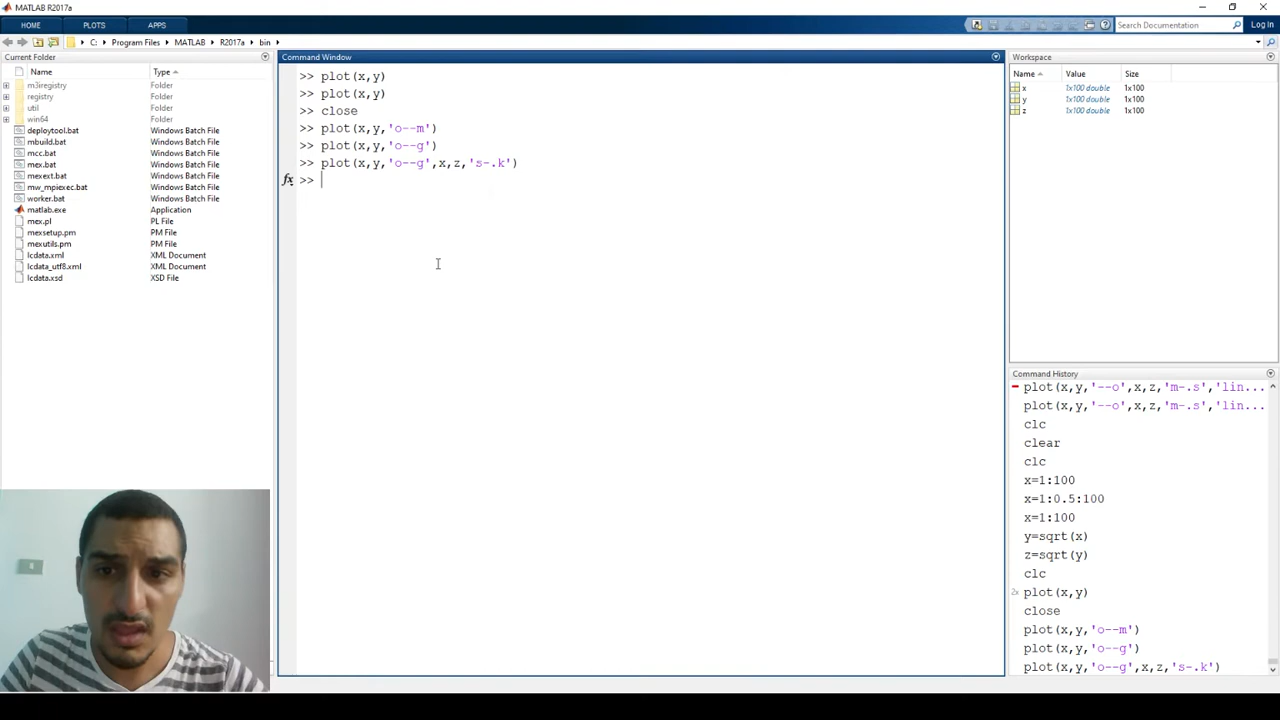 MATLAB R2017a
HOME PLOTS APPS
Search Documentation Log In
C: Program Files MATLAB R2017a bin
Current Folder
Name Type
m3iregistry Folder
registry Folder
util Folder
win64 Folder
deploytool.bat Windows Batch File
mbuild.bat Windows Batch File
mcc.bat Windows Batch File
mex.bat Windows Batch File
mexext.bat Windows Batch File
mw_mpiexec.bat Windows Batch File
worker.bat Windows Batch File
matlab.exe Application
mex.pl PL File
mexsetup.pm PM File
mexutils.pm PM File
lcdata.xml XML Document
lcdata_utf8.xml XML Document
lcdata.xsd XSD File
Command Window
>> plot(x,y)
>> plot(x,y)
>> close
>> plot(x,y,'o--m')
>> plot(x,y,'o--g')
>> plot(x,y,'o--g',x,z,'s-.k')
fx >>
Workspace
Name Value Size
x 1x100 double 1x100
y 1x100 double 1x100
z 1x100 double 1x100
Command History
plot(x,y,'--o',x,z,'m-.s','lin...
plot(x,y,'--o',x,z,'m-.s','lin...
clc
clear
clc
x=1:100
x=1:0.5:100
x=1:100
y=sqrt(x)
z=sqrt(y)
clc
2x plot(x,y)
close
plot(x,y,'o--m')
plot(x,y,'o--g')
plot(x,y,'o--g',x,z,'s-.k')